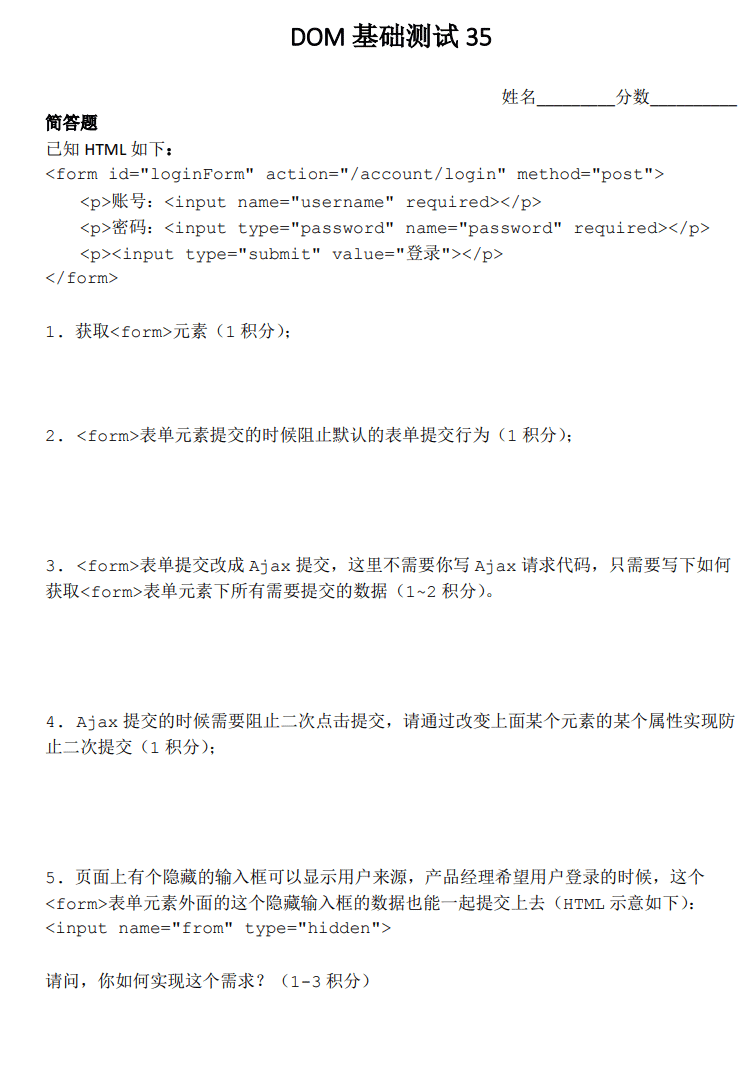 DOM 基础测试 35
姓名_________分数__________
简答题
已知 HTML 如下：
<form id="loginForm" action="/account/login" method="post">
<p>账号：<input name="username" required></p>
<p>密码：<input type="password" name="password" required></p>
<p><input type="submit" value="登录"></p>
</form>
1. 获取<form>元素（1 积分）；
2. <form>表单元素提交的时候阻止默认的表单提交行为（1 积分）；
3. <form>表单提交改成 Ajax 提交，这里不需要你写 Ajax 请求代码，只需要写下如何
获取<form>表单元素下所有需要提交的数据（1~2 积分）。
4. Ajax 提交的时候需要阻止二次点击提交，请通过改变上面某个元素的某个属性实现防
止二次提交（1 积分）；
5. 页面上有个隐藏的输入框可以显示用户来源，产品经理希望用户登录的时候，这个
<form>表单元素外面的这个隐藏输入框的数据也能一起提交上去（HTML 示意如下）：
<input name="from" type="hidden">
请问，你如何实现这个需求？（1-3 积分）